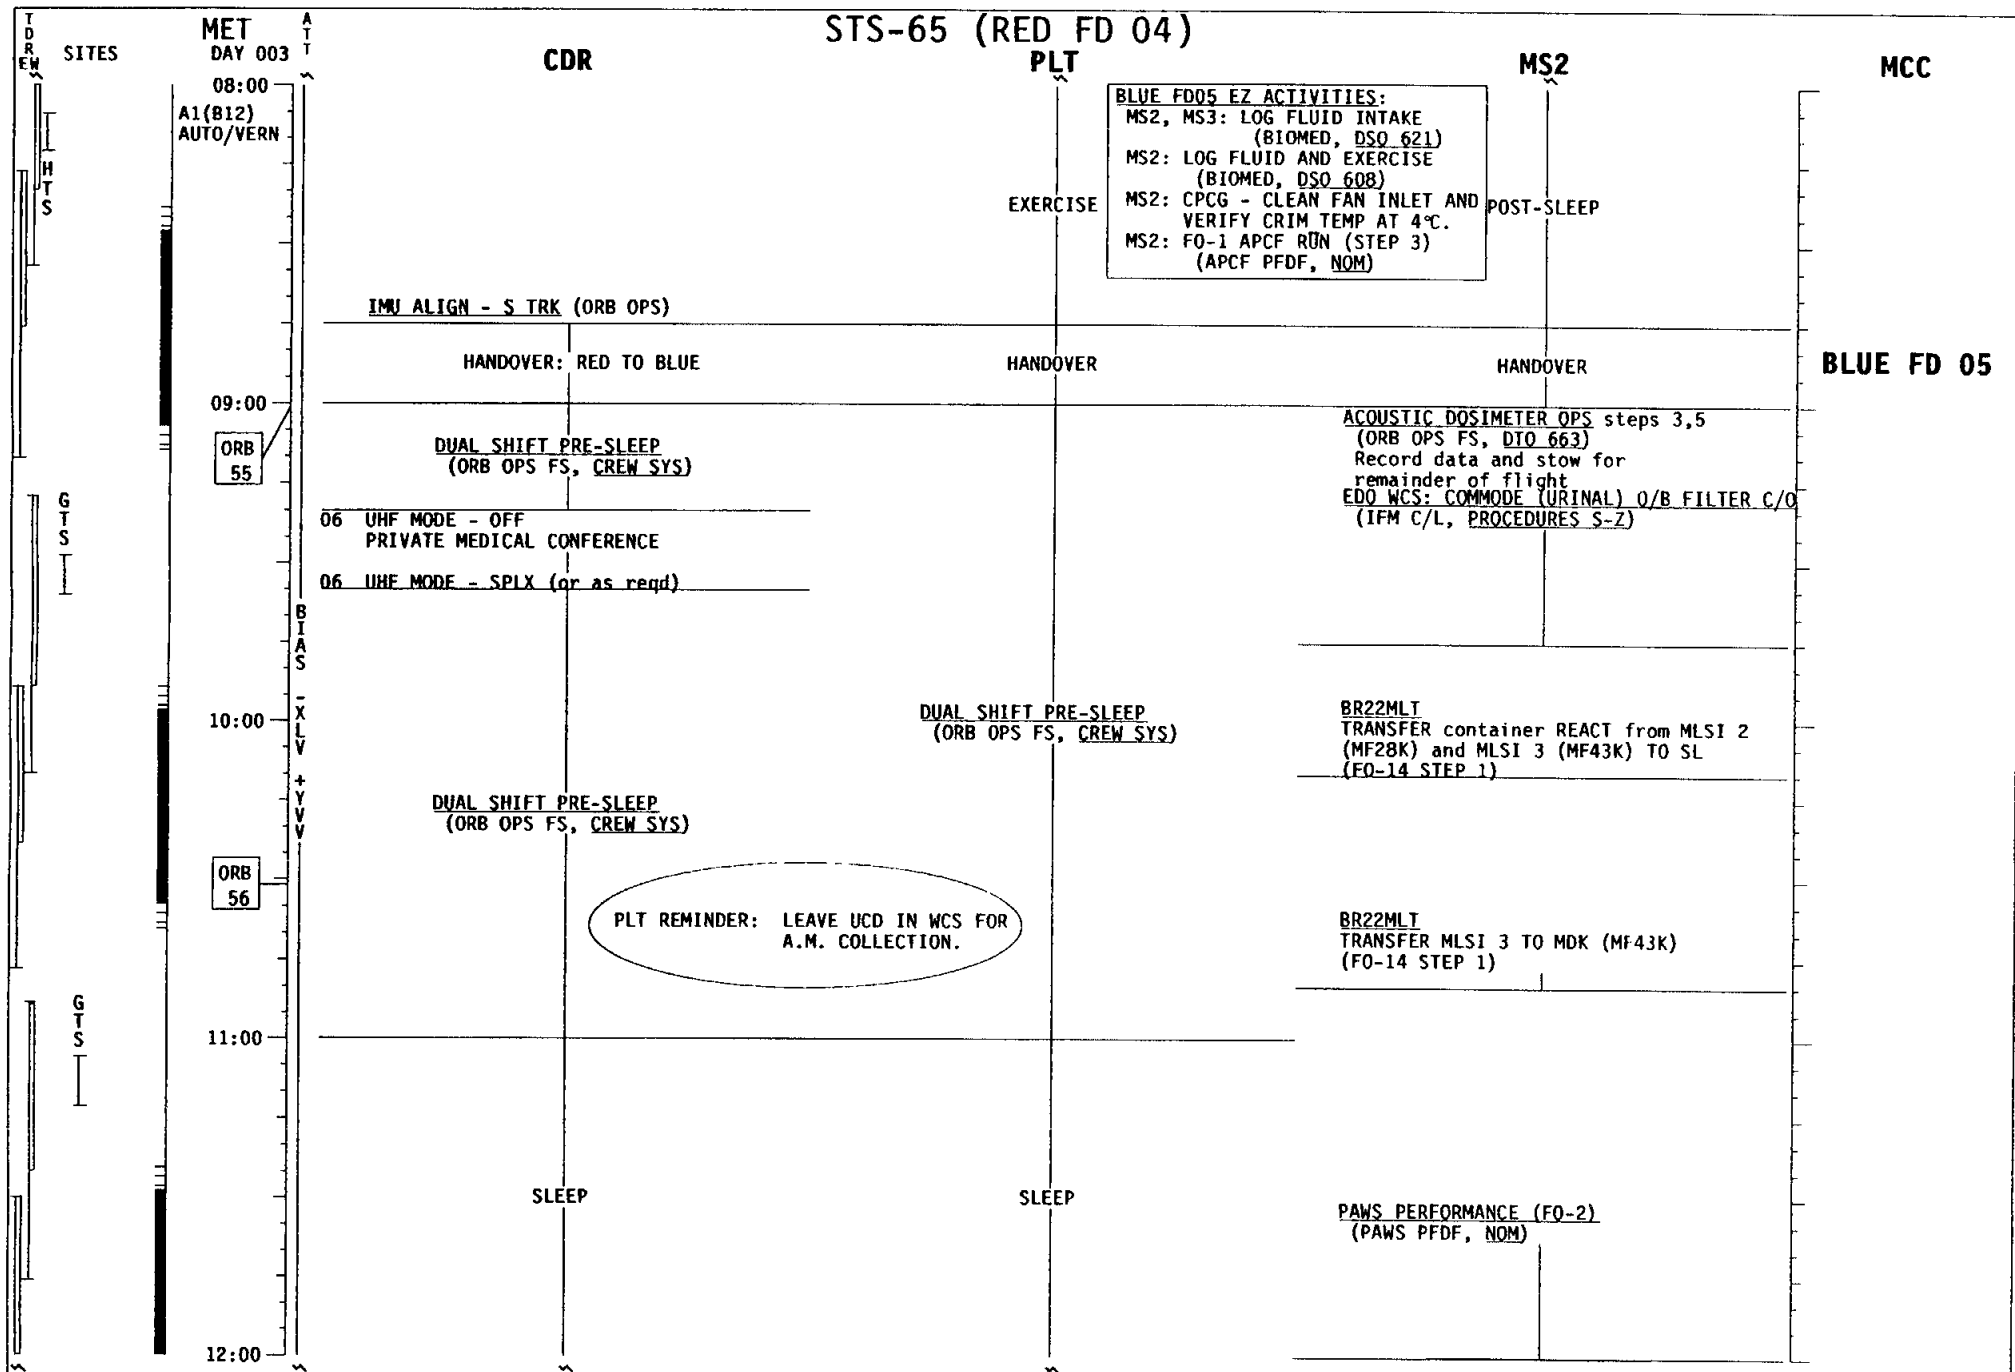 STS-65 (RED FD 04)
TDRE W
SITES
MET
DAY 003
ATT
CDR
PLT
MS2
MCC
08:00
A1(B12)
AUTO/VERN
HTS
BLUE FD05 EZ ACTIVITIES:
MS2, MS3: LOG FLUID INTAKE
(BIOMED, DSO 621)
MS2: LOG FLUID AND EXERCISE
(BIOMED, DSO 608)
MS2: CPCG - CLEAN FAN INLET AND
VERIFY CRIM TEMP AT 4°C.
MS2: FO-1 APCF RUN (STEP 3)
(APCF PFDF, NOM)
EXERCISE
POST-SLEEP
IMU ALIGN - S TRK (ORB OPS)
HANDOVER: RED TO BLUE
HANDOVER
HANDOVER
BLUE FD 05
09:00
ORB
55
DUAL SHIFT PRE-SLEEP
(ORB OPS FS, CREW SYS)
ACOUSTIC DOSIMETER OPS steps 3,5
(ORB OPS FS, DTO 663)
Record data and stow for
remainder of flight
EDO WCS: COMMODE (URINAL) O/B FILTER C/O
(IFM C/L, PROCEDURES S-Z)
GTS
06 UHF MODE - OFF
PRIVATE MEDICAL CONFERENCE
06 UHF MODE - SPLX (or as reqd)
BIAS -XLV +YVV
10:00
DUAL SHIFT PRE-SLEEP
(ORB OPS FS, CREW SYS)
BR22MLT
TRANSFER container REACT from MLSI 2
(MF28K) and MLSI 3 (MF43K) TO SL
(FO-14 STEP 1)
DUAL SHIFT PRE-SLEEP
(ORB OPS FS, CREW SYS)
ORB
56
PLT REMINDER: LEAVE UCD IN WCS FOR
A.M. COLLECTION.
BR22MLT
TRANSFER MLSI 3 TO MDK (MF43K)
(FO-14 STEP 1)
GTS
11:00
SLEEP
SLEEP
PAWS PERFORMANCE (FO-2)
(PAWS PFDF, NOM)
12:00